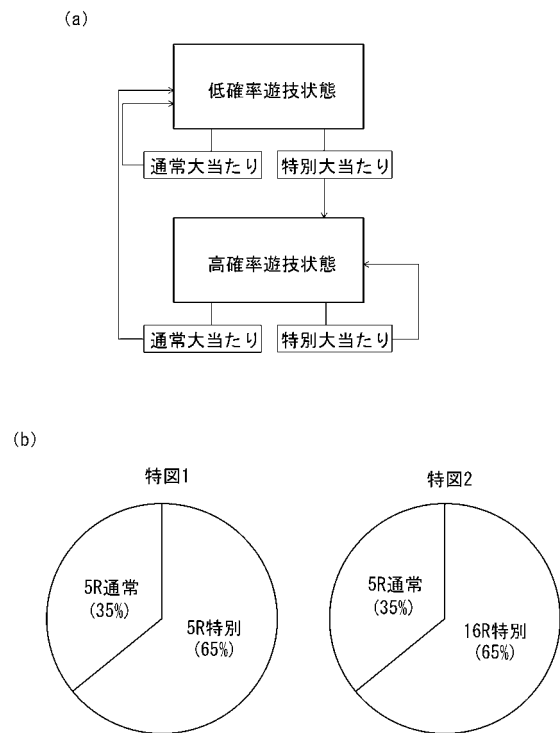 (a)
低確率遊技状態
通常大当たり
特別大当たり
高確率遊技状態
通常大当たり
特別大当たり
(b)
特図1
5R通常
(35%)
5R特別
(65%)
特図2
5R通常
(35%)
16R特別
(65%)